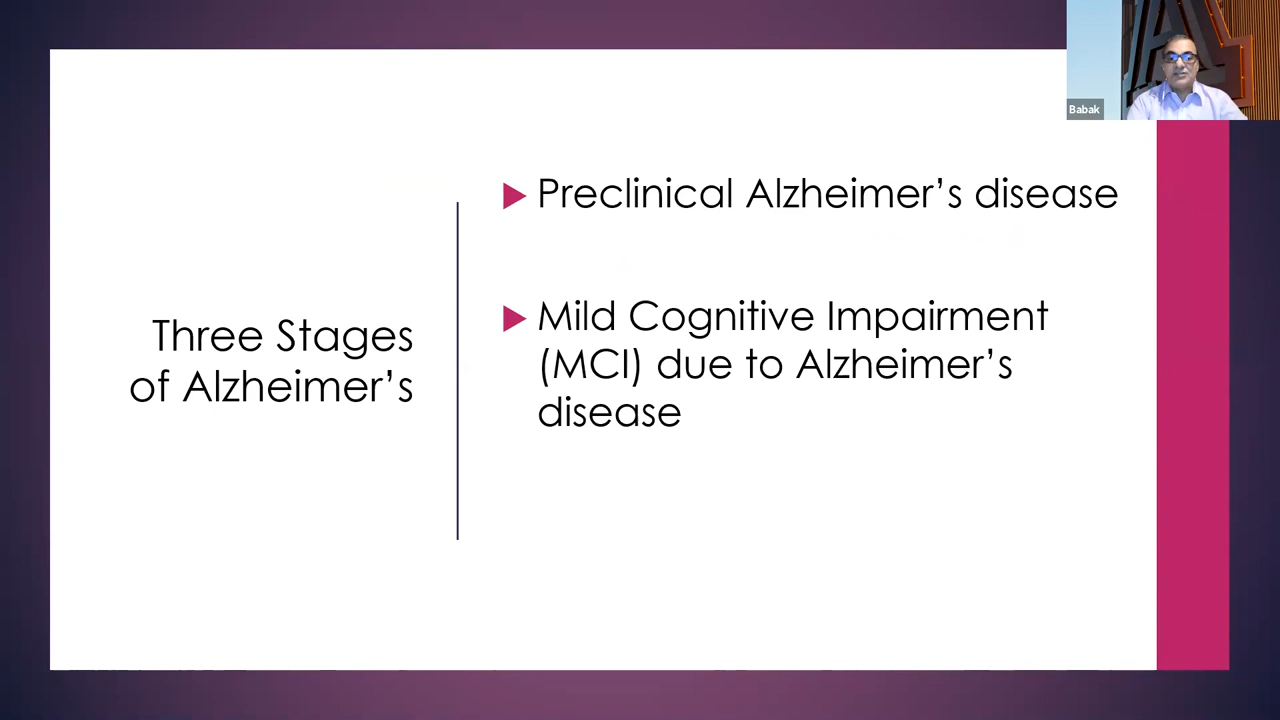 Three Stages
of Alzheimer’s
Preclinical Alzheimer’s disease
Mild Cognitive Impairment
(MCI) due to Alzheimer’s
disease
Babak